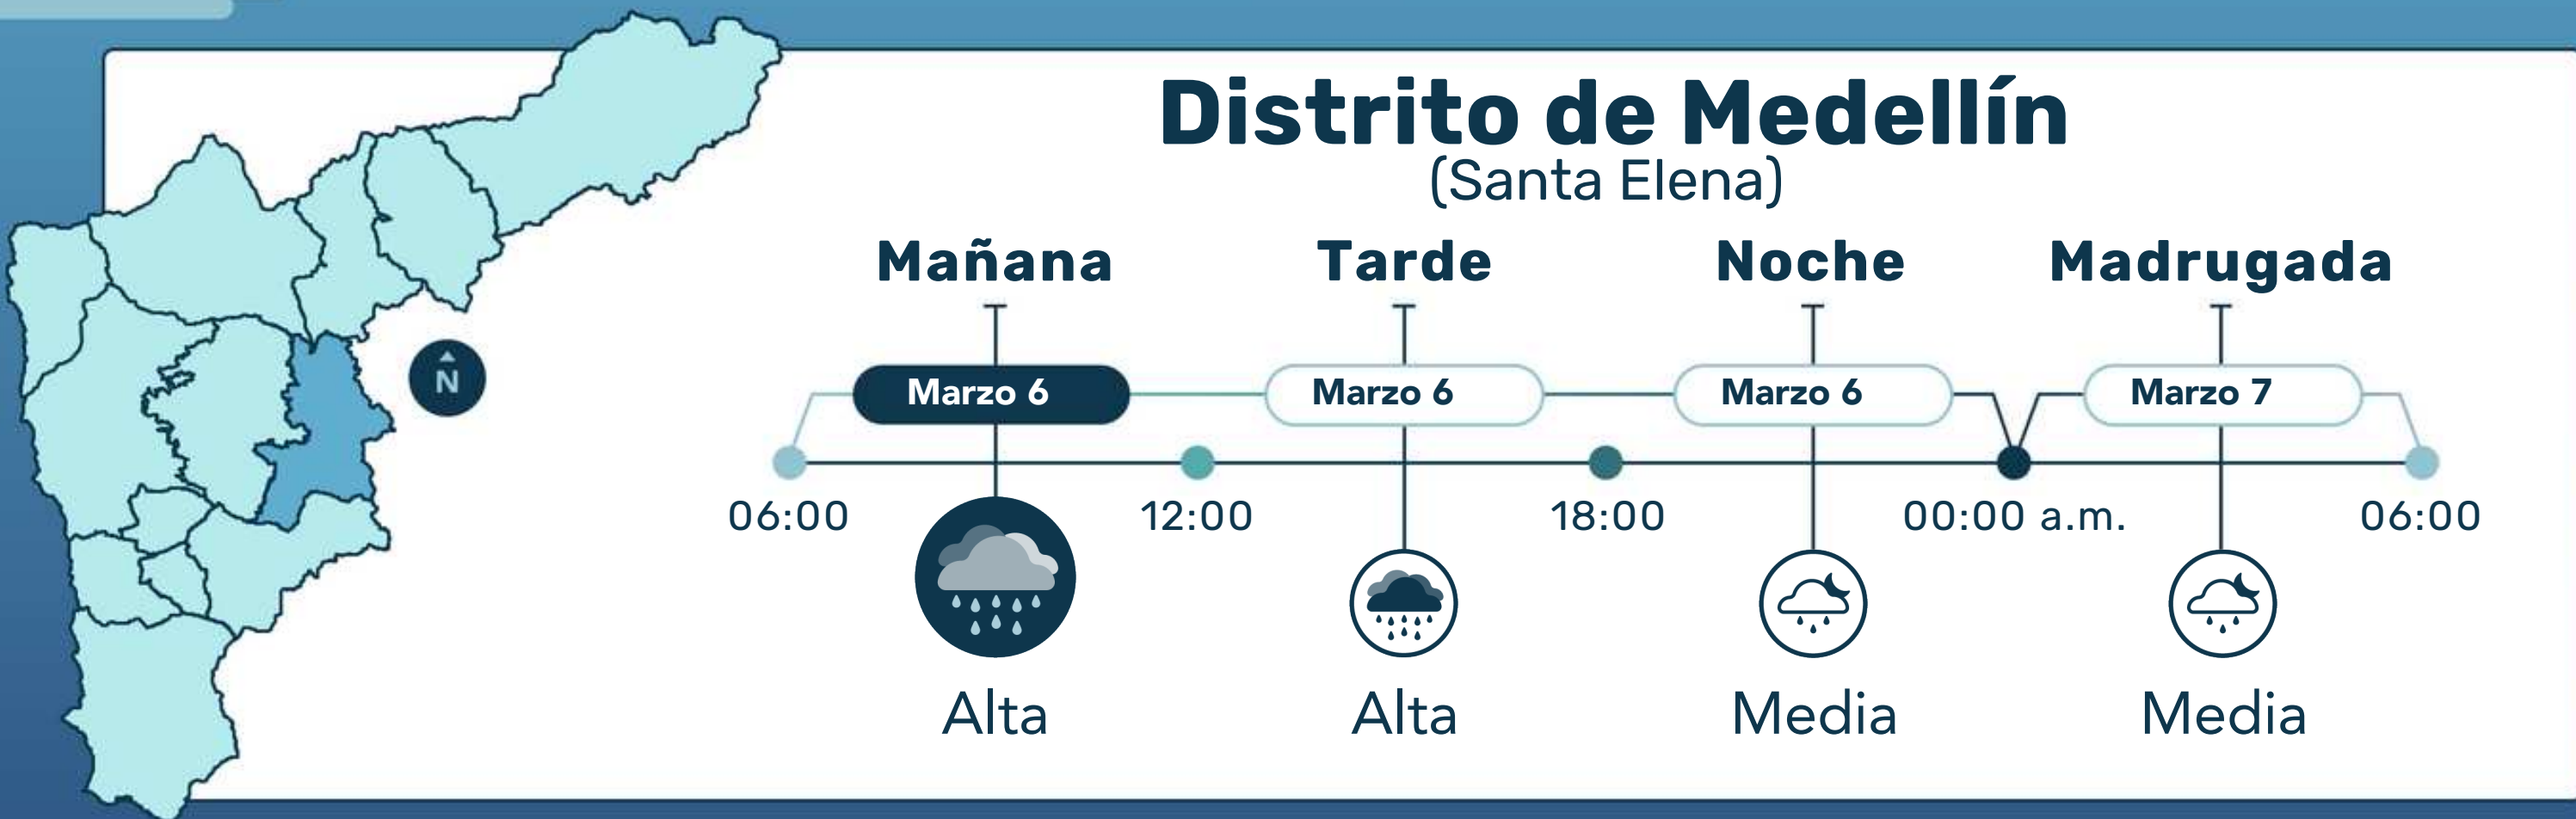 Distrito de Medellín
(Santa Elena)
Mañana Tarde Noche Madrugada
N
Marzo 6 Marzo 6 Marzo 6 Marzo 7
06:00 12:00 18:00 00:00 a.m. 06:00
Alta Alta Media Media